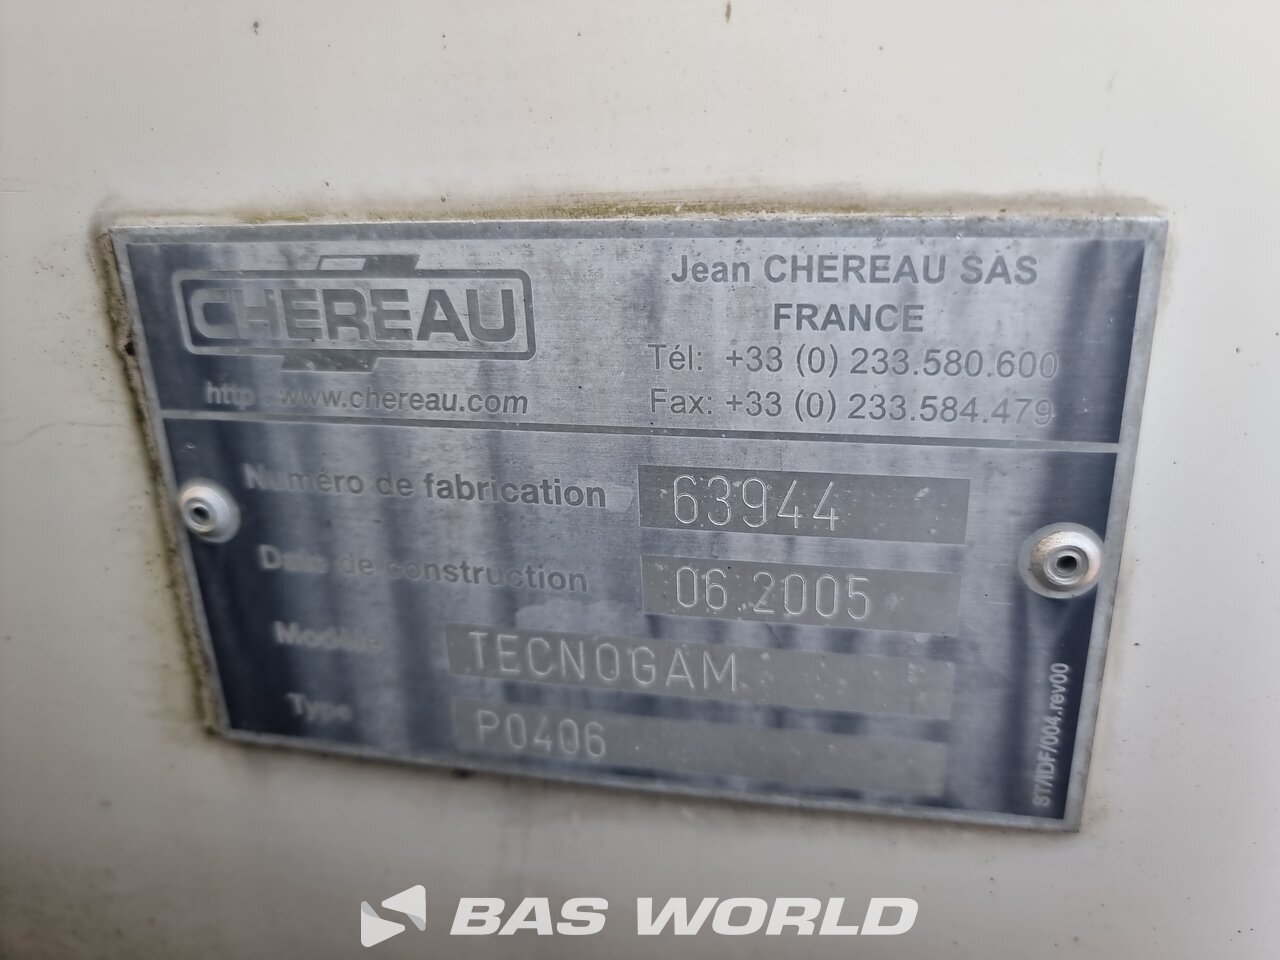 CHEREAU
http www.chereau.com
Jean CHEREAU SAS
FRANCE
Tél: +33 (0) 233.580.600
Fax: +33 (0) 233.584.479
Numéro de fabrication 63944
Date de construction 06.2005
Modèle TECNOGAM
Type P0406
ST/IDF/004.rev00
BAS WORLD